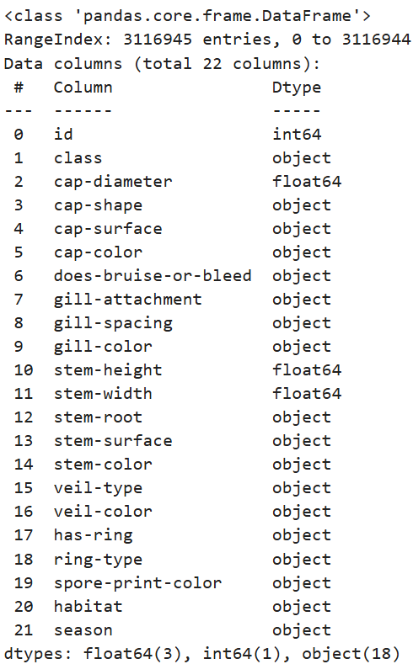 <class 'pandas.core.frame.DataFrame'>
RangeIndex: 3116945 entries, 0 to 3116944
Data columns (total 22 columns):
 #   Column                Dtype
---  ------                -----
 0   id                    int64
 1   class                 object
 2   cap-diameter          float64
 3   cap-shape             object
 4   cap-surface           object
 5   cap-color             object
 6   does-bruise-or-bleed  object
 7   gill-attachment       object
 8   gill-spacing          object
 9   gill-color            object
 10  stem-height           float64
 11  stem-width            float64
 12  stem-root             object
 13  stem-surface          object
 14  stem-color            object
 15  veil-type             object
 16  veil-color            object
 17  has-ring              object
 18  ring-type             object
 19  spore-print-color     object
 20  habitat               object
 21  season                object
dtypes: float64(3), int64(1), object(18)